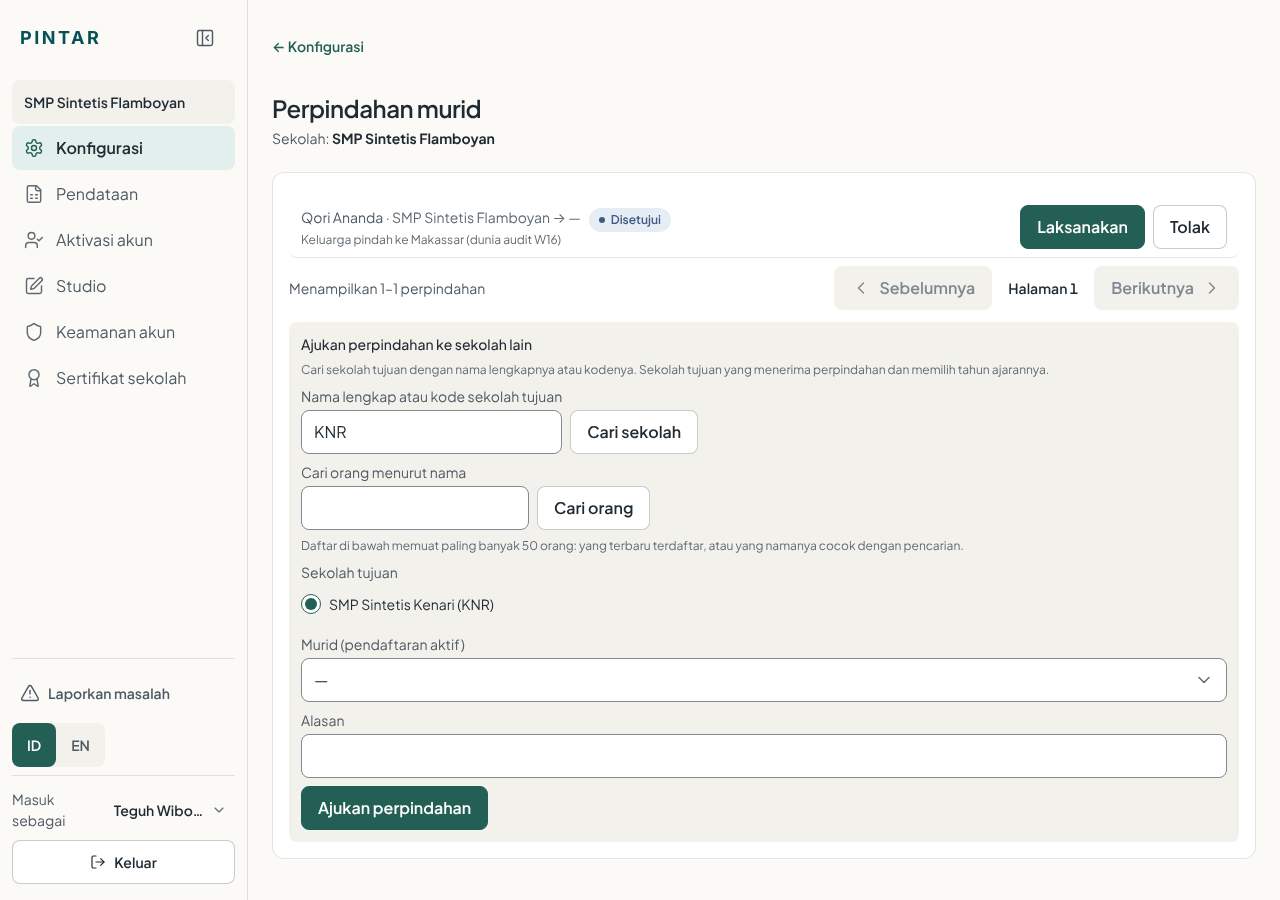 PINTAR
SMP Sintetis Flamboyan
Konfigurasi
Pendataan
Aktivasi akun
Studio
Keamanan akun
Sertifikat sekolah
Laporkan masalah
ID EN
Masuk sebagai
Teguh Wibo...
Keluar
← Konfigurasi
Perpindahan murid
Sekolah: SMP Sintetis Flamboyan
Qori Ananda · SMP Sintetis Flamboyan → — Disetujui
Keluarga pindah ke Makassar (dunia audit W16)
Laksanakan Tolak
Menampilkan 1–1 perpindahan
Sebelumnya Halaman 1 Berikutnya
Ajukan perpindahan ke sekolah lain
Cari sekolah tujuan dengan nama lengkapnya atau kodenya. Sekolah tujuan yang menerima perpindahan dan memilih tahun ajarannya.
Nama lengkap atau kode sekolah tujuan
KNR Cari sekolah
Cari orang menurut nama
Cari orang
Daftar di bawah memuat paling banyak 50 orang: yang terbaru terdaftar, atau yang namanya cocok dengan pencarian.
Sekolah tujuan
SMP Sintetis Kenari (KNR)
Murid (pendaftaran aktif)
—
Alasan
Ajukan perpindahan